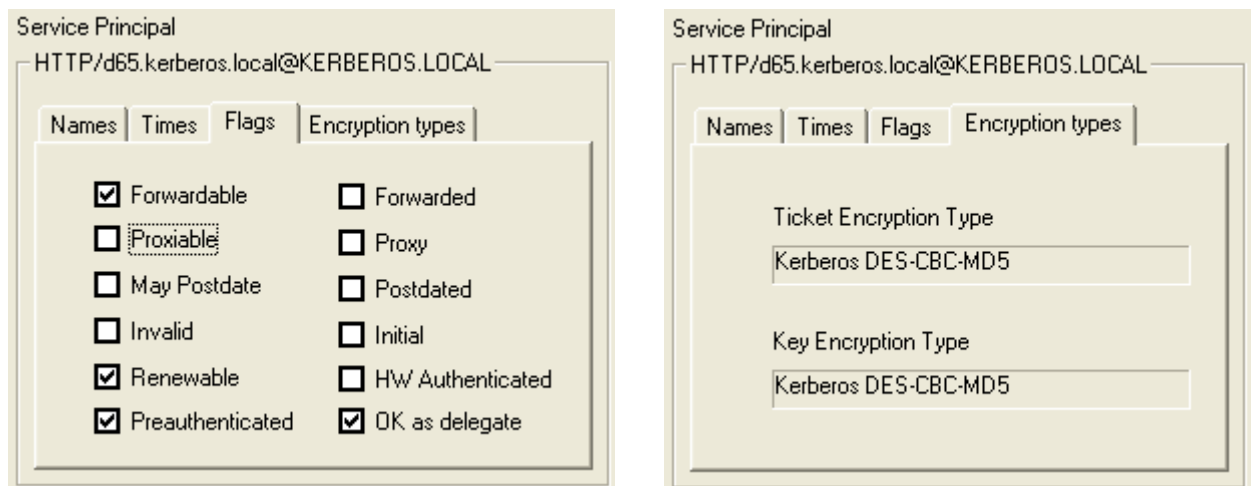 Service Principal
HTTP/d65.kerberos.local@KERBEROS.LOCAL
Names Times Flags Encryption types
Forwardable Forwarded
Proxiable Proxy
May Postdate Postdated
Invalid Initial
Renewable HW Authenticated
Preauthenticated OK as delegate
Service Principal
HTTP/d65.kerberos.local@KERBEROS.LOCAL
Names Times Flags Encryption types
Ticket Encryption Type
Kerberos DES-CBC-MD5
Key Encryption Type
Kerberos DES-CBC-MD5